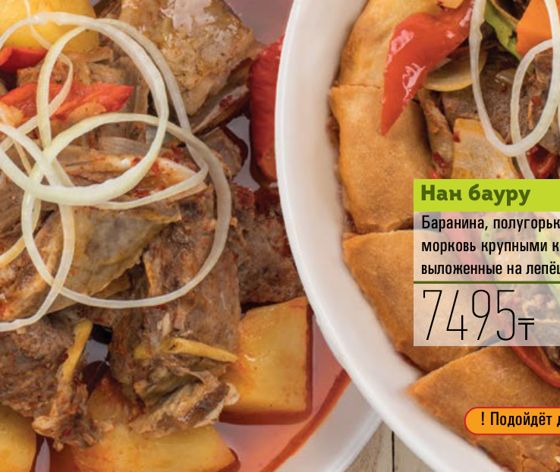 Нан бауру
Баранина, полугорьк
морковь крупными к
выложенные на лепё
7495₸
! Подойдёт д